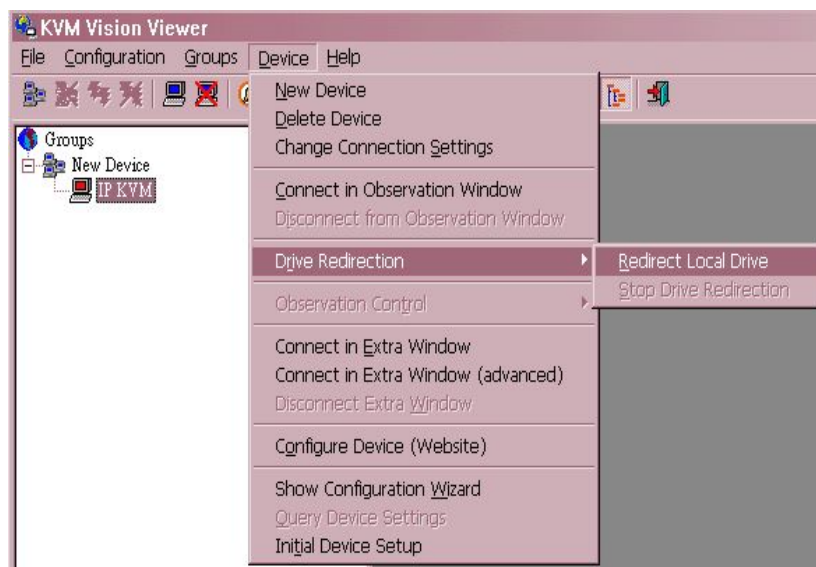 KVM Vision Viewer
File Configuration Groups Device Help
Groups
New Device
IP KVM
New Device
Delete Device
Change Connection Settings
Connect in Observation Window
Disconnect from Observation Window
Drive Redirection
Redirect Local Drive
Stop Drive Redirection
Observation Control
Connect in Extra Window
Connect in Extra Window (advanced)
Disconnect Extra Window
Configure Device (Website)
Show Configuration Wizard
Query Device Settings
Initial Device Setup